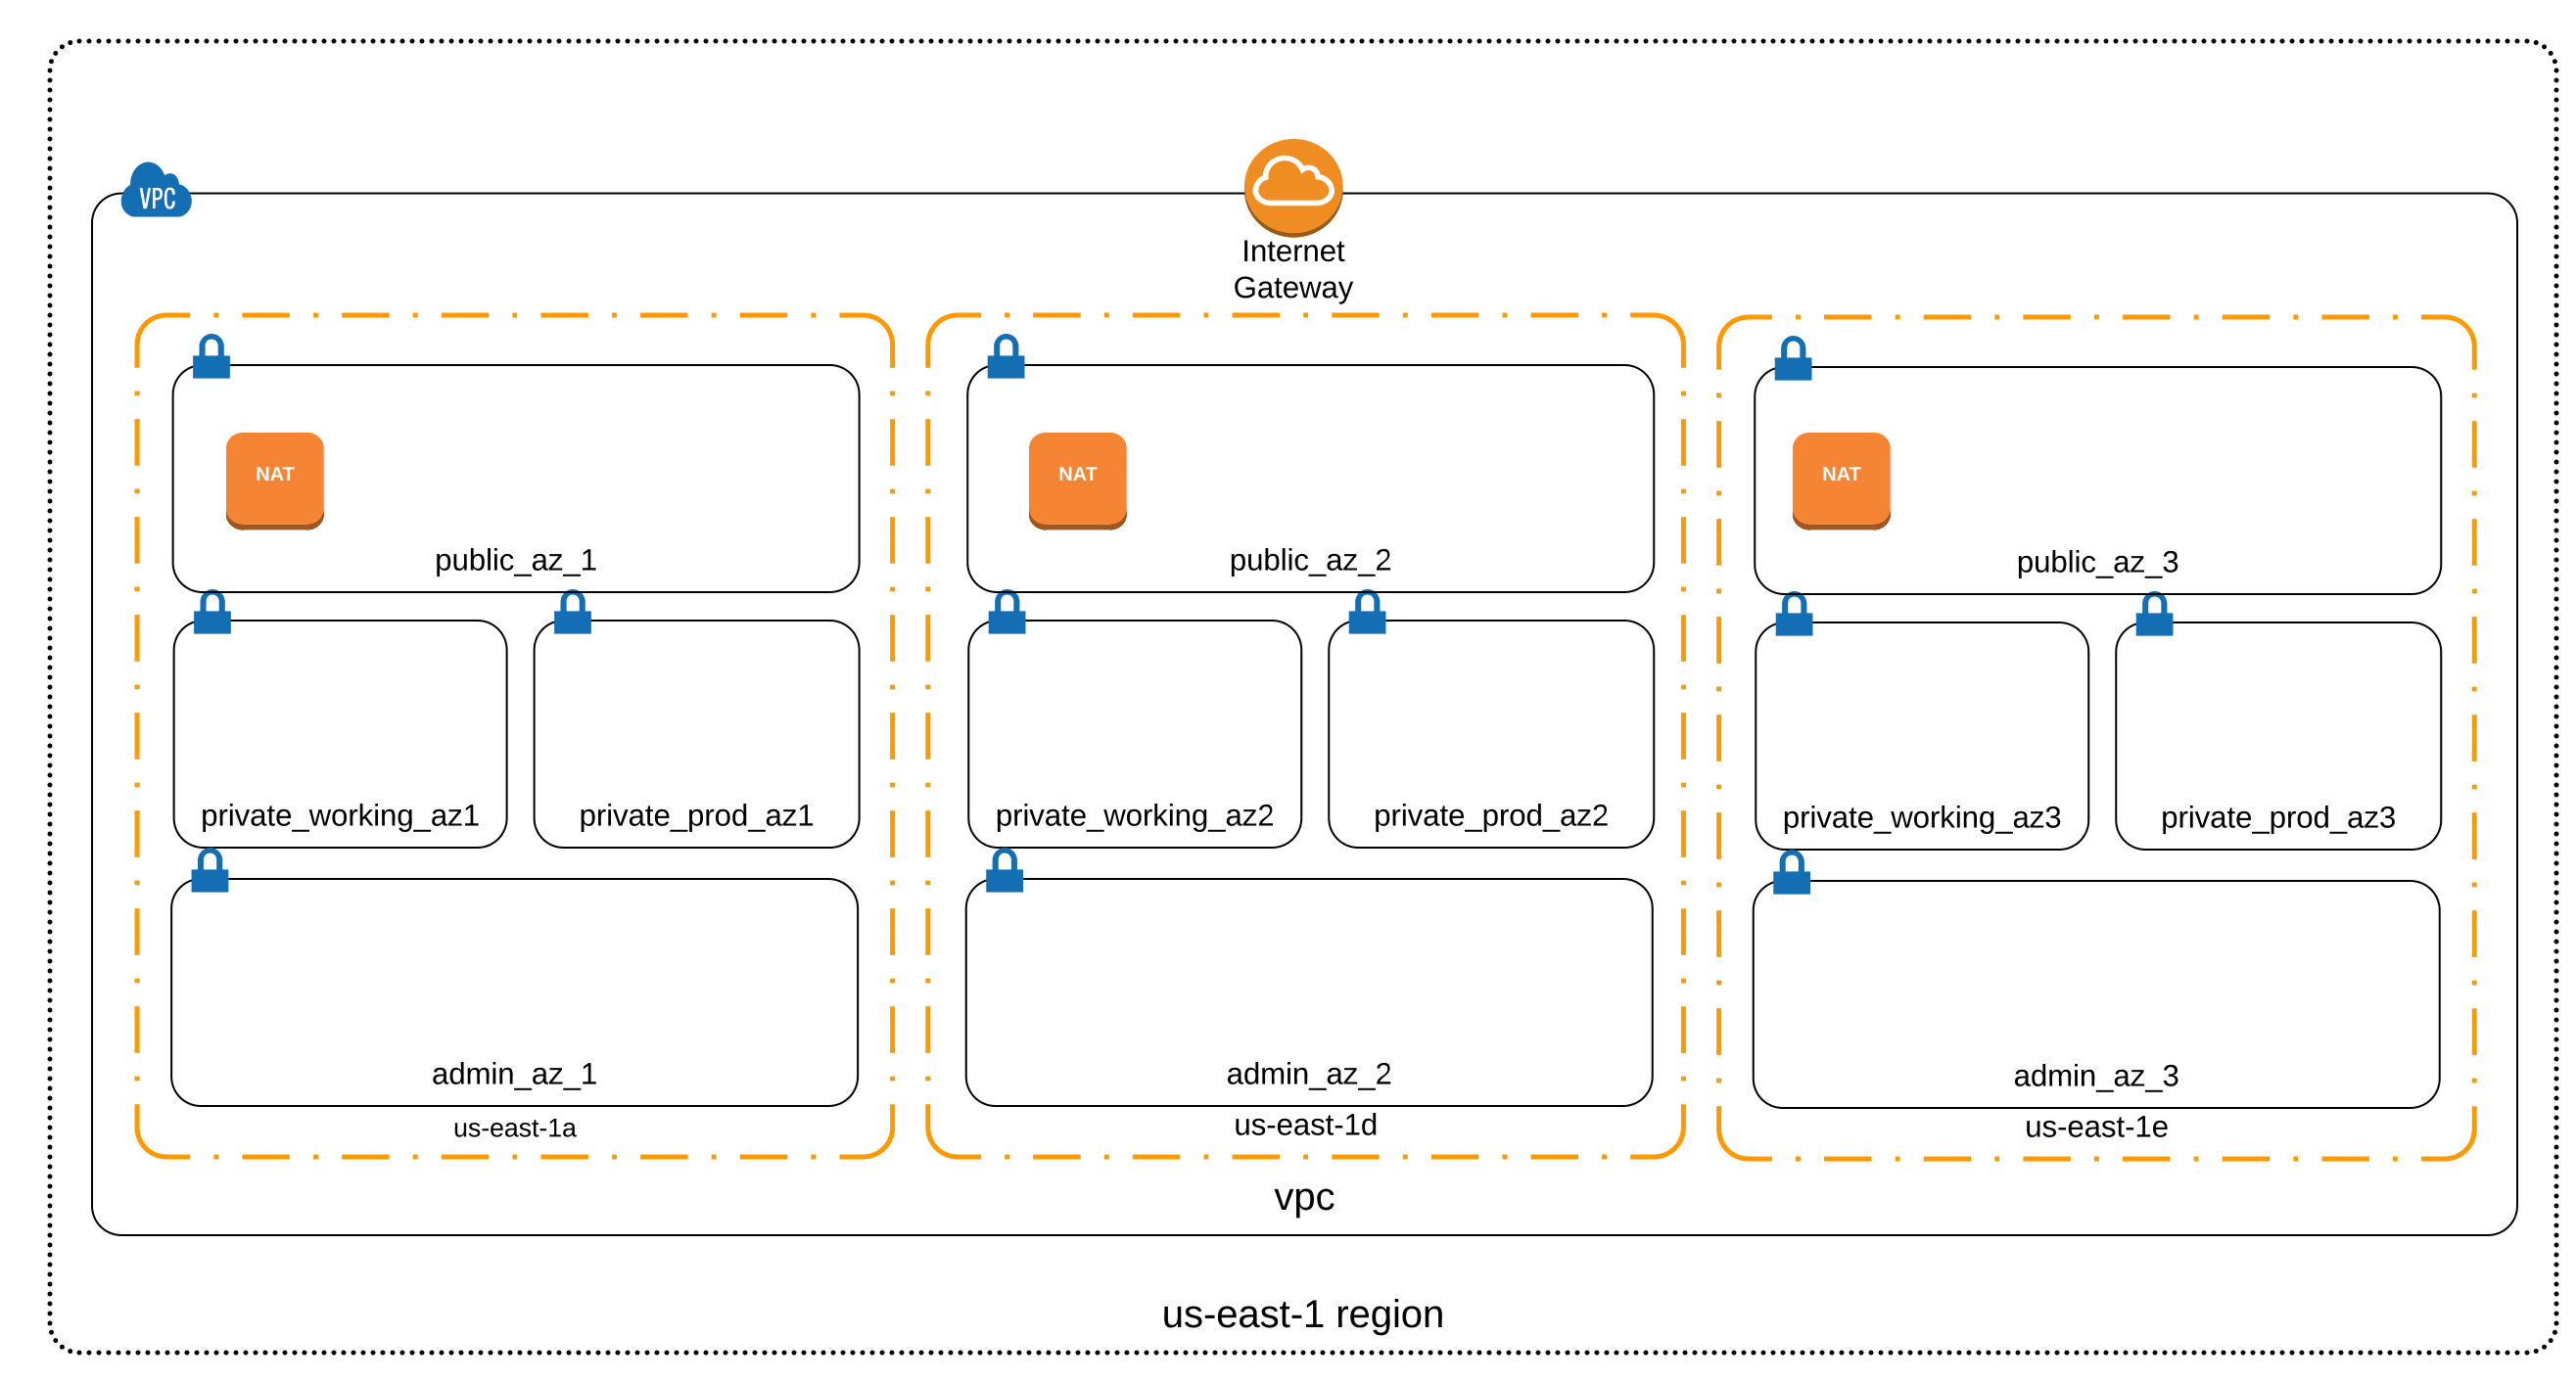 VPC
Internet
Gateway
NAT
public_az_1
private_working_az1
private_prod_az1
admin_az_1
us-east-1a
NAT
public_az_2
private_working_az2
private_prod_az2
admin_az_2
us-east-1d
NAT
public_az_3
private_working_az3
private_prod_az3
admin_az_3
us-east-1e
vpc
us-east-1 region